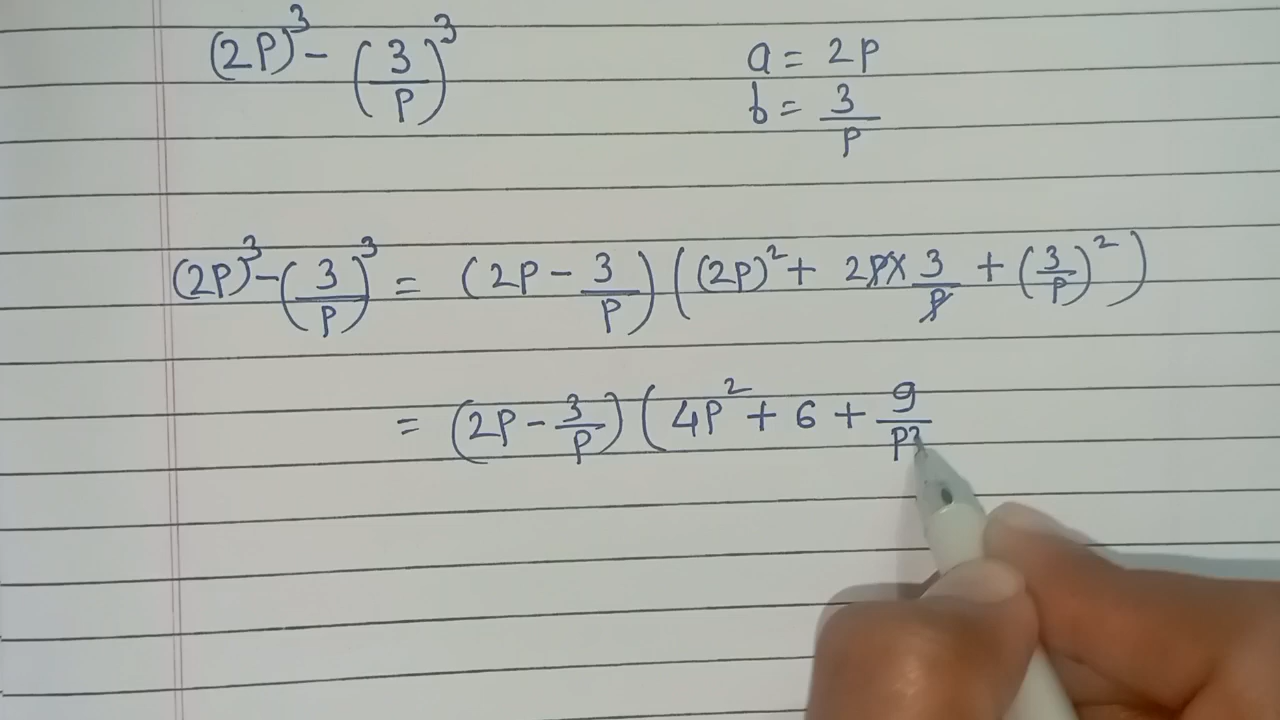 (2P)³ - (3/P)³
a = 2P
b = 3/P
(2P)³ - (3/P)³ = (2P - 3/P) ((2P)² + 2P × 3/P + (3/P)²)
= (2P - 3/P) (4P² + 6 + 9/P²